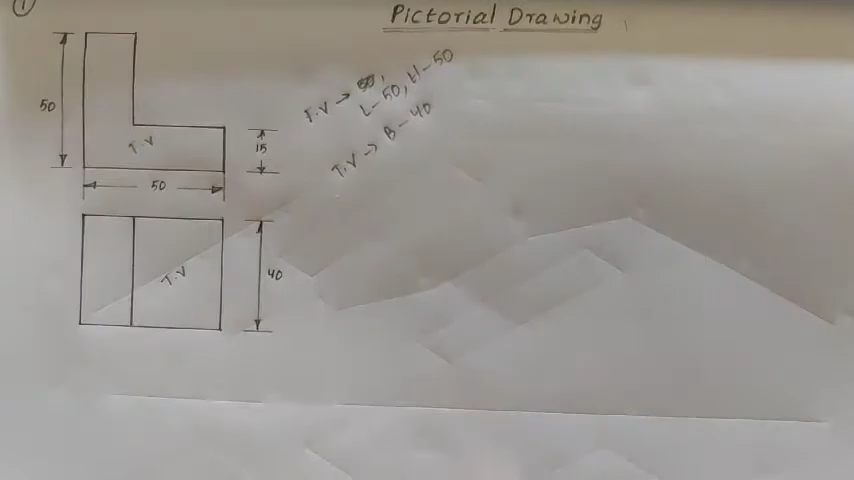 1
Pictorial Drawing
50
T.V
15
50
T.V
40
T.V → 50,
L-50, H-50
T.V → B-40